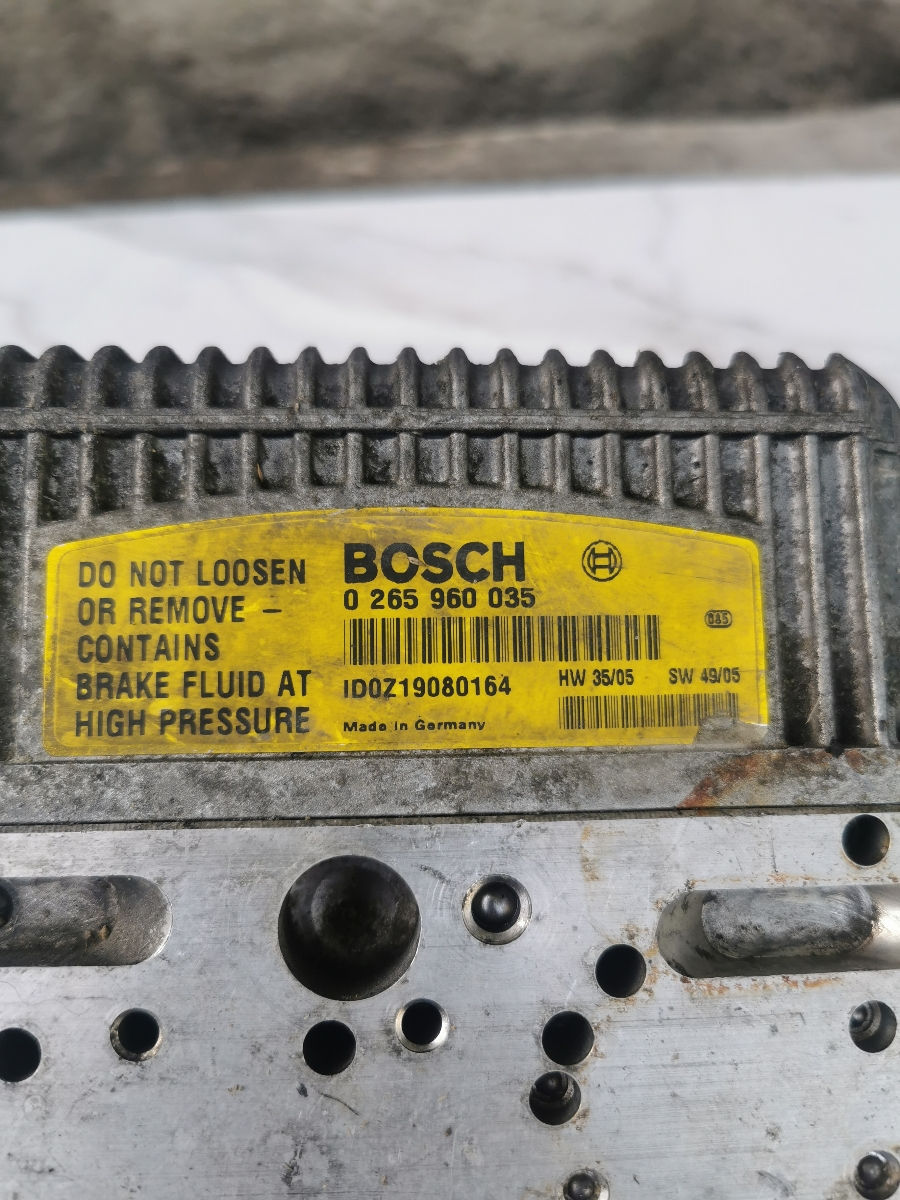 DO NOT LOOSEN
OR REMOVE –
CONTAINS
BRAKE FLUID AT
HIGH PRESSURE
BOSCH
0 265 960 035
ID0Z19080164
Made in Germany
HW 35/05 SW 49/05